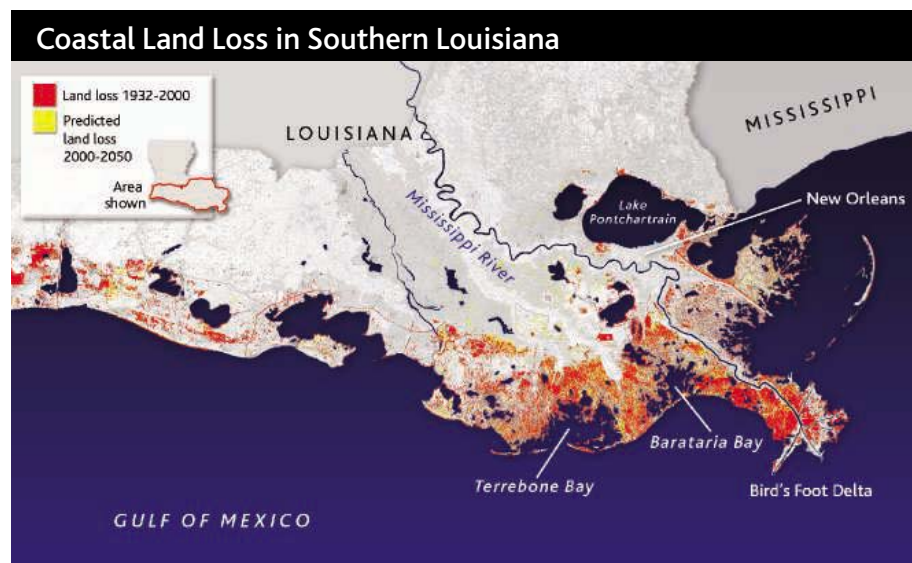 Coastal Land Loss in Southern Louisiana
Land loss 1932-2000
Predicted
land loss
2000-2050
Area
shown
LOUISIANA
MISSISSIPPI
Mississippi River
Lake
Pontchartrain
New Orleans
Barataria Bay
Terrebone Bay
Bird's Foot Delta
GULF OF MEXICO